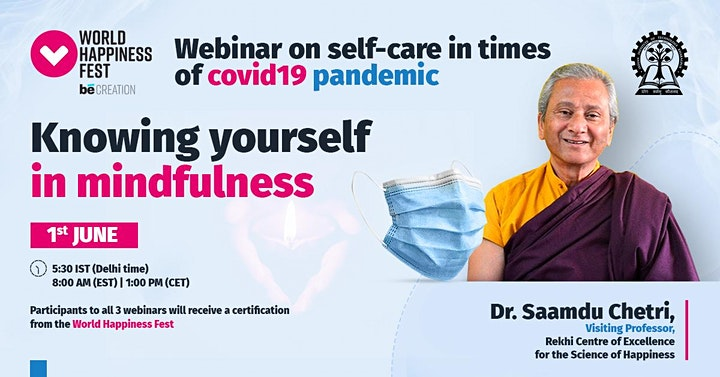 WORLD
HAPPINESS
FEST
bē CREATION
Webinar on self-care in times
of covid19 pandemic
Knowing yourself
in mindfulness
1st JUNE
5:30 IST (Delhi time)
8:00 AM (EST) | 1:00 PM (CET)
Participants to all 3 webinars will receive a certification
from the World Happiness Fest
Dr. Saamdu Chetri,
Visiting Professor,
Rekhi Centre of Excellence
for the Science of Happiness